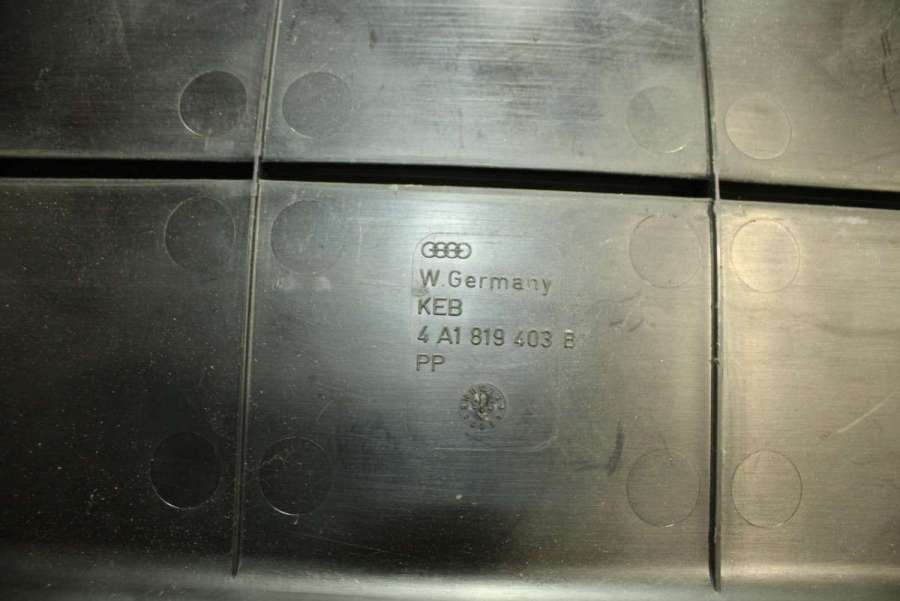 W.Germany
KEB
4 A1 819 403 B
PP